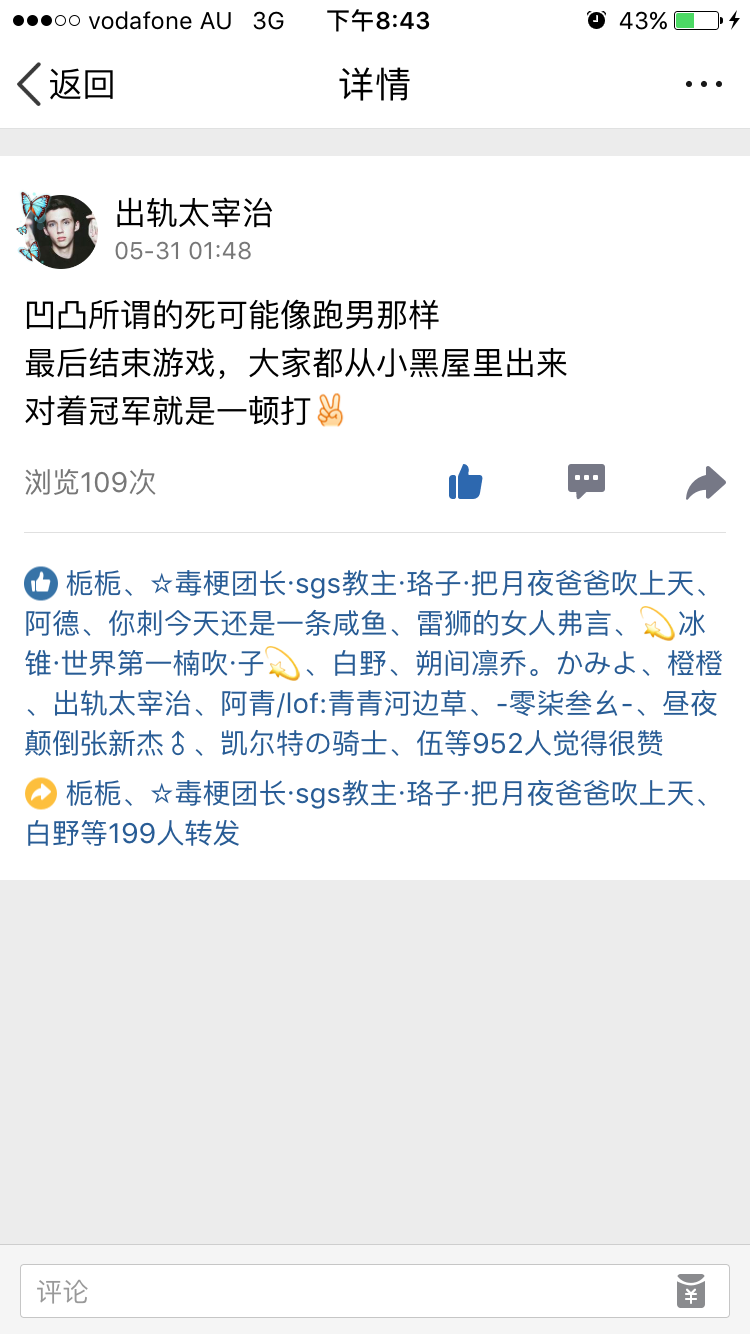 vodafone AU 3G 下午8:43 43%
返回 详情
出轨太宰治
05-31 01:48
凹凸所谓的死可能像跑男那样
最后结束游戏，大家都从小黑屋里出来
对着冠军就是一顿打✌
浏览109次
栀栀、☆毒梗团长·sgs教主·珞子·把月夜爸爸吹上天、
阿德、你刺今天还是一条咸鱼、雷狮的女人弗言、💫冰
锥·世界第一楠吹·子💫、白野、朔间凛乔。かみよ、橙橙
、出轨太宰治、阿青/lof:青青河边草、-零柒叁幺-、昼夜
颠倒张新杰⚨、凯尔特の骑士、伍等952人觉得很赞
栀栀、☆毒梗团长·sgs教主·珞子·把月夜爸爸吹上天、
白野等199人转发
评论 ¥